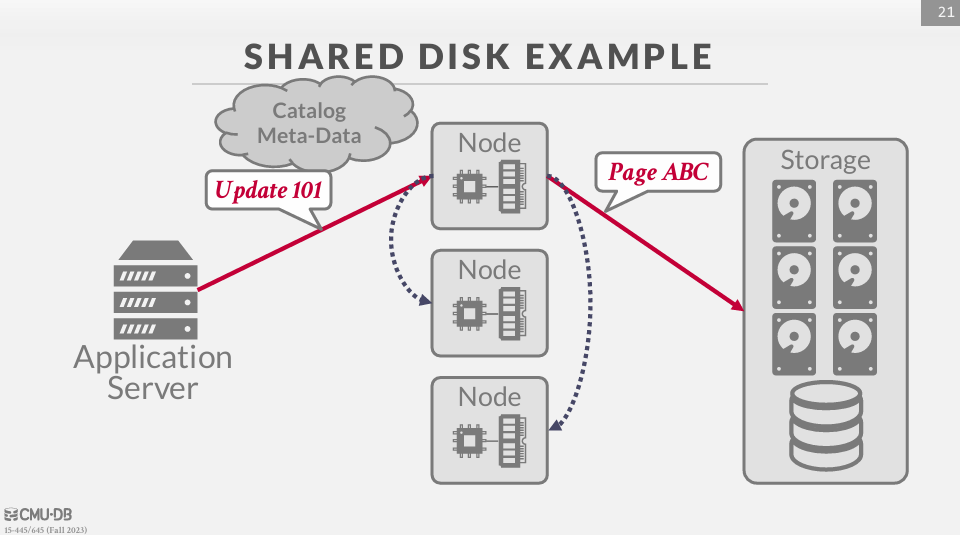 21
SHARED DISK EXAMPLE
Catalog
Meta-Data
Update 101
Node
Page ABC
Storage
Node
Application
Server
Node
CMU·DB
15-445/645 (Fall 2023)